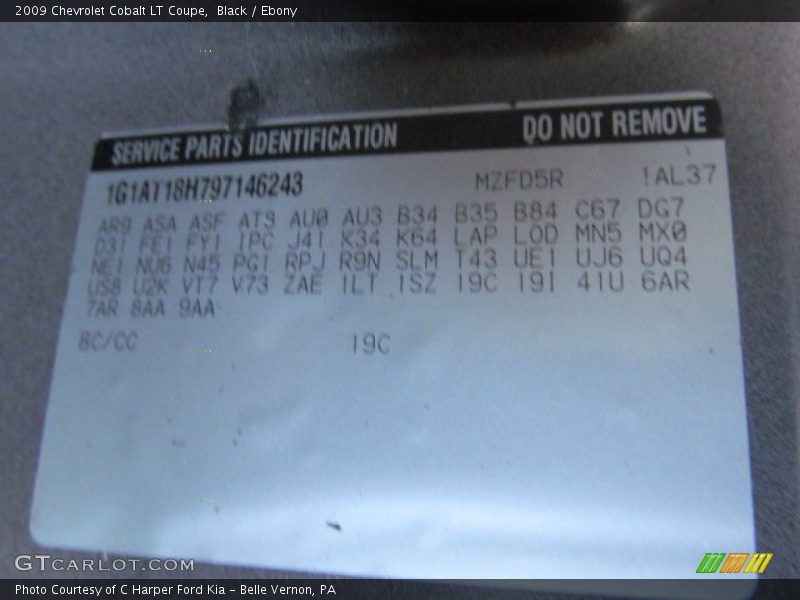 2009 Chevrolet Cobalt LT Coupe,  Black / Ebony
SERVICE PARTS IDENTIFICATION DO NOT REMOVE
1G1AT18H797146243 MZFD5R !AL37
AR9 ASA ASF AT9 AU0 AU3 B34 B35 B84 C67 DG7
D31 FE1 FY1 IPC J41 K34 K64 LAP LOD MN5 MX0
NE1 NU6 N45 PG1 RPJ R9N SLM T43 UE1 UJ6 UQ4
US8 U2K VT7 V73 ZAE 1LT 1SZ 19C 19I 41U 6AR
7AR 8AA 9AA
BC/CC 19C
GTCARLOT.COM
Photo Courtesy of C Harper Ford Kia – Belle Vernon, PA